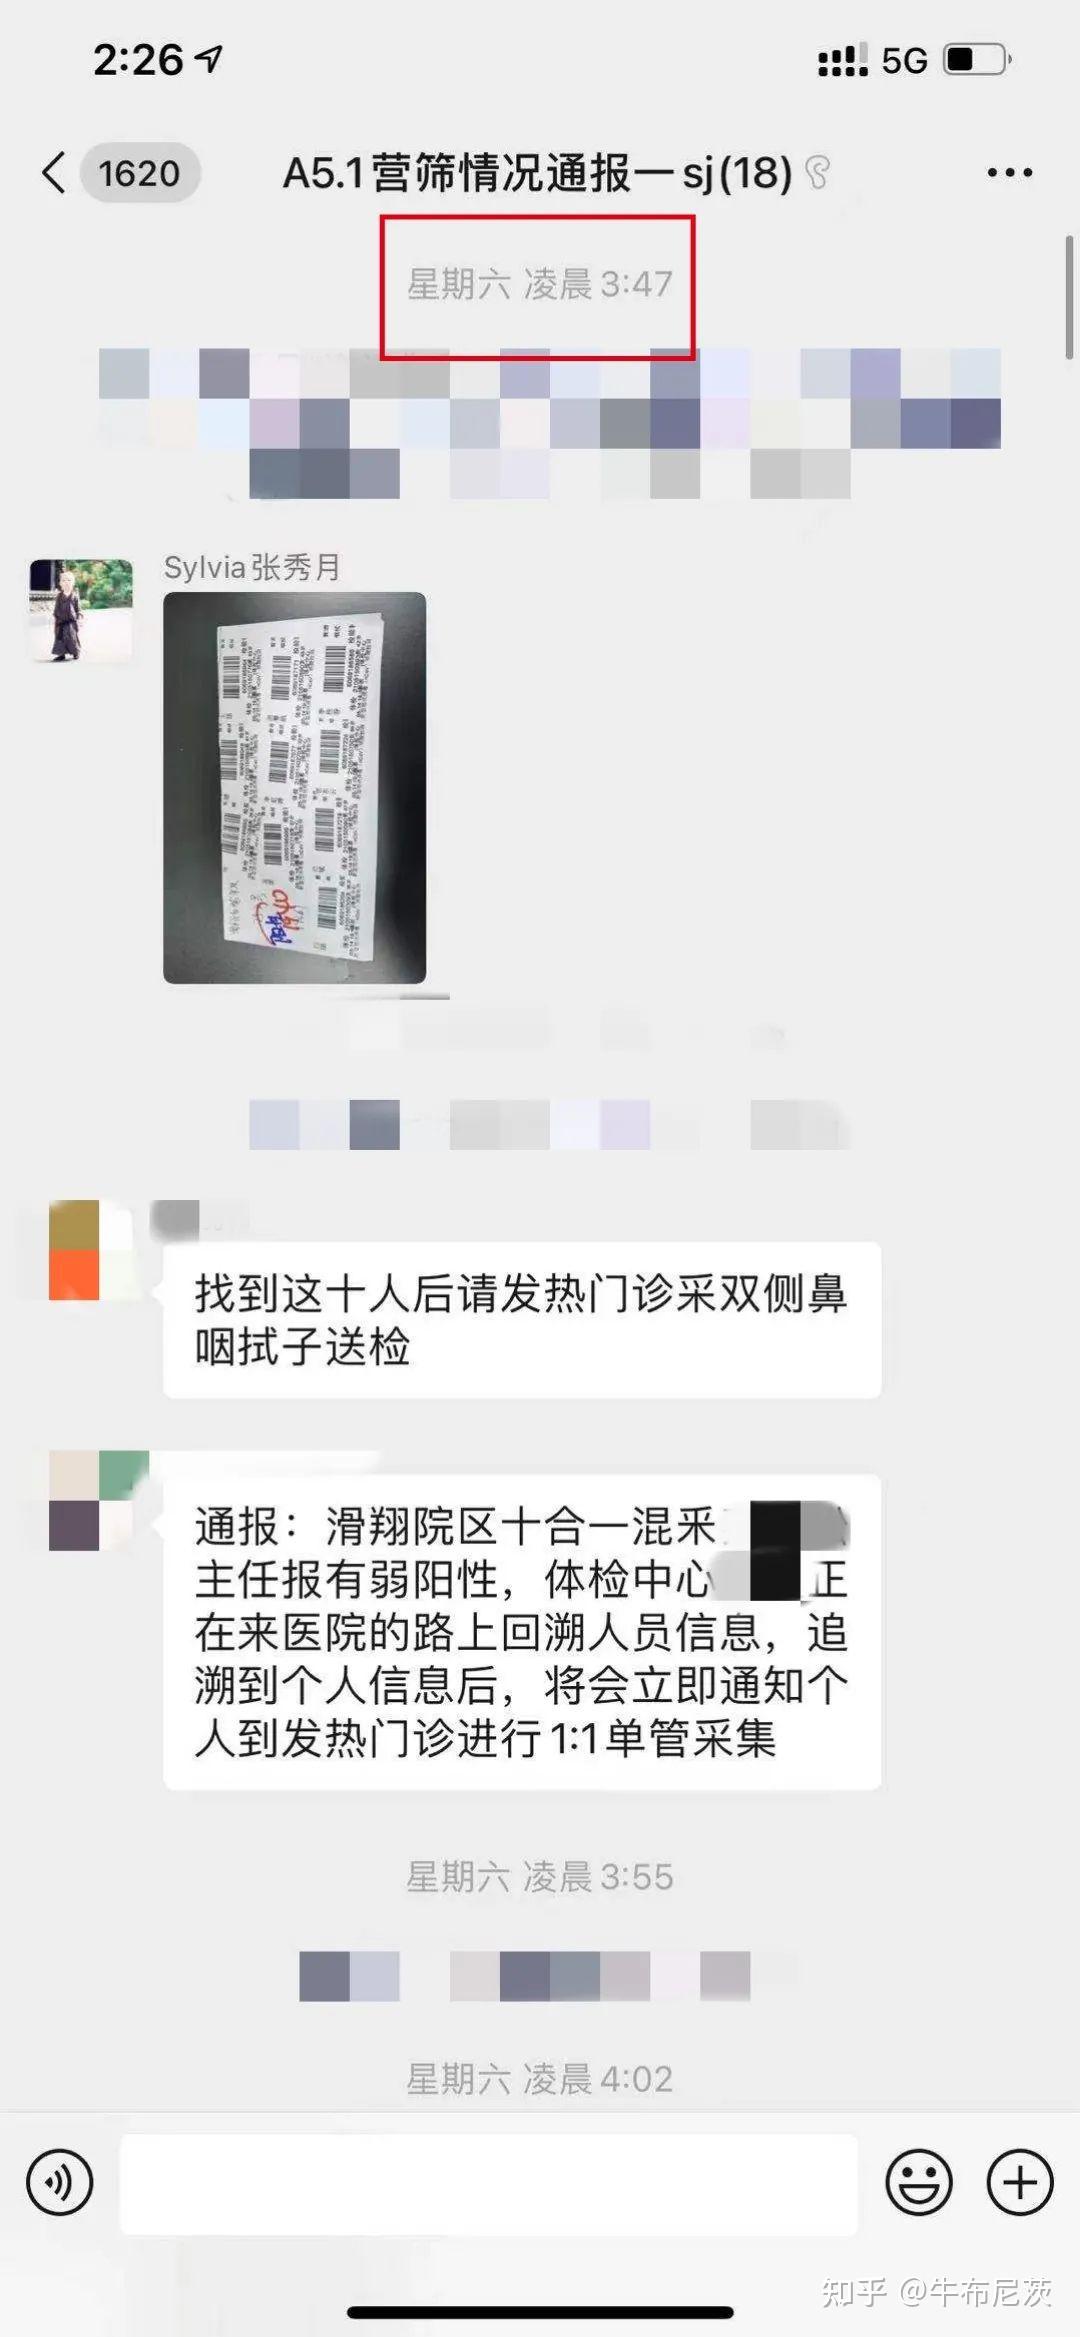 2:26
5G
1620
A5.1营筛情况通报一sj(18)
星期六 凌晨3:47
Sylvia张秀月
找到这十人后请发热门诊采双侧鼻
咽拭子送检
通报：滑翔院区十合一混采
主任报有弱阳性，体检中心
正
在来医院的路上回溯人员信息，追
溯到个人信息后，将会立即通知个
人到发热门诊进行1:1单管采集
星期六 凌晨3:55
星期六 凌晨4:02
知乎 @牛布尼茨